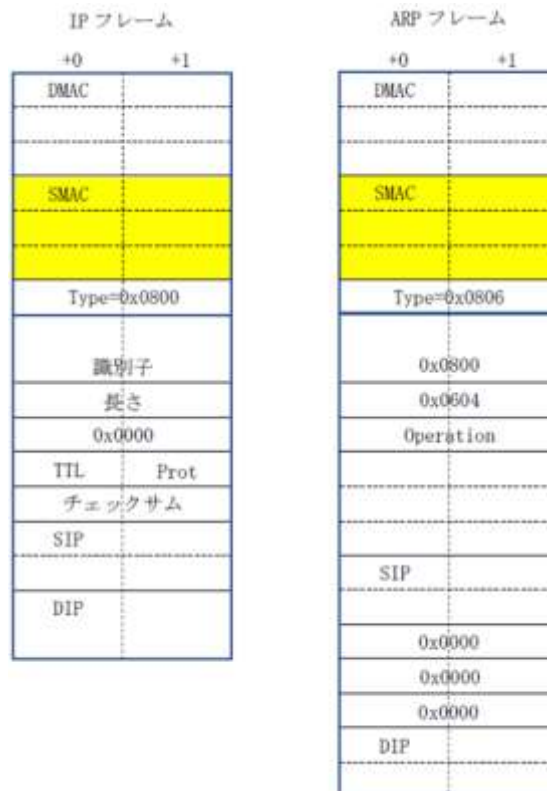 IP フレーム
+0 +1
DMAC
SMAC
Type=0x0800
識別子
長さ
0x0000
TTL Prot
チェックサム
SIP
DIP
ARP フレーム
+0 +1
DMAC
SMAC
Type=0x0806
0x0800
0x0604
Operation
SIP
0x0000
0x0000
0x0000
DIP